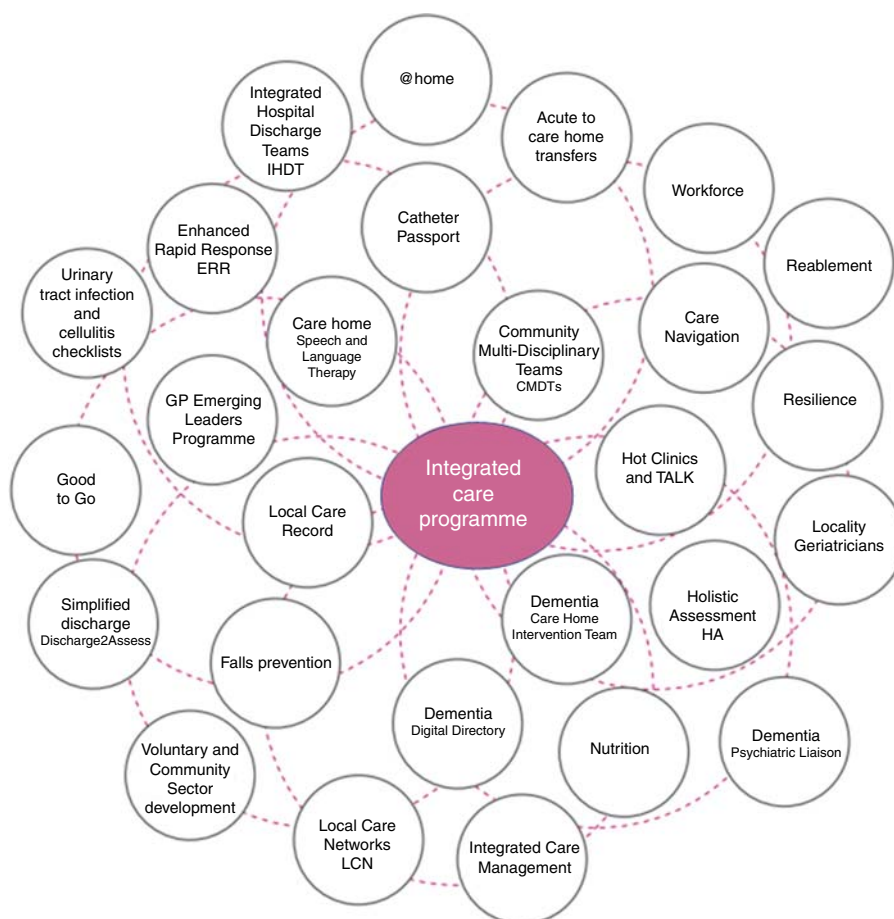 @home
Integrated
Hospital
Discharge
Teams
IHDT
Acute to
care home
transfers
Workforce
Catheter
Passport
Enhanced
Rapid Response
ERR
Reablement
Urinary
tract infection
and
cellulitis
checklists
Care home
Speech and
Language
Therapy
Community
Multi-Disciplinary
Teams
CMDTs
Care
Navigation
Resilience
GP Emerging
Leaders
Programme
Integrated
care
programme
Hot Clinics
and TALK
Good
to Go
Local Care
Record
Locality
Geriatricians
Simplified
discharge
Discharge2Assess
Dementia
Care Home
Intervention Team
Holistic
Assessment
HA
Falls prevention
Dementia
Digital Directory
Nutrition
Dementia
Psychiatric Liaison
Voluntary and
Community
Sector
development
Local Care
Networks
LCN
Integrated Care
Management